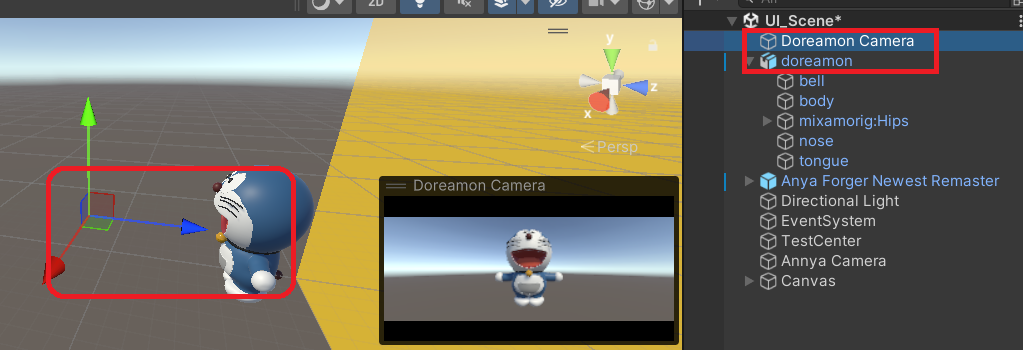 2D
UI_Scene*
Doreamon Camera
doreamon
bell
body
mixamorig:Hips
nose
tongue
Anya Forger Newest Remaster
Directional Light
EventSystem
TestCenter
Annya Camera
Canvas
y
z
x
Persp
Doreamon Camera